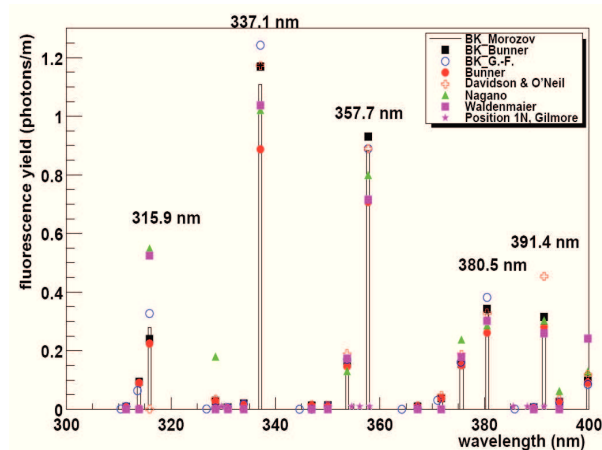 337.1 nm
BK_Morozov
BK_Bunner
BK_G.-F.
Bunner
Davidson & O'Neil
Nagano
Waldenmaier
Position 1N, Gilmore
357.7 nm
315.9 nm
391.4 nm
380.5 nm
fluorescence yield (photons/m)
1.2
1
0.8
0.6
0.4
0.2
0
300
320
340
360
380
400
wavelength (nm)